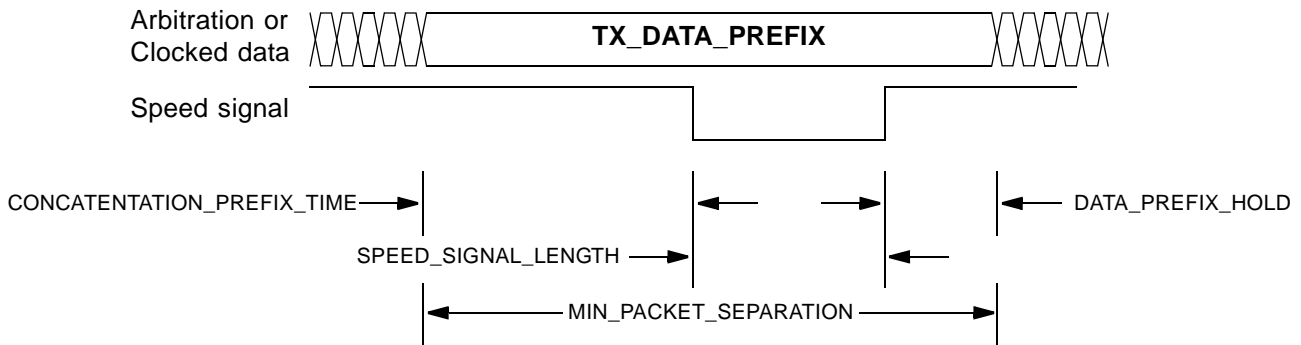 Arbitration or
Clocked data
TX_DATA_PREFIX
Speed signal
CONCATENTATION_PREFIX_TIME
DATA_PREFIX_HOLD
SPEED_SIGNAL_LENGTH
MIN_PACKET_SEPARATION